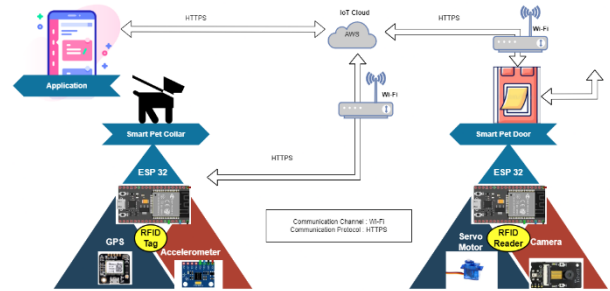 HTTPS
IoT Cloud
AWS
HTTPS
Wi-Fi
Application
Wi-Fi
Smart Pet Collar
HTTPS
Smart Pet Door
ESP 32
ESP 32
Communication Channel : WI-FI
Communication Protocol : HTTPS
GPS
RFID
Tag
Accelerometer
Servo
Motor
RFID
Reader
Camera